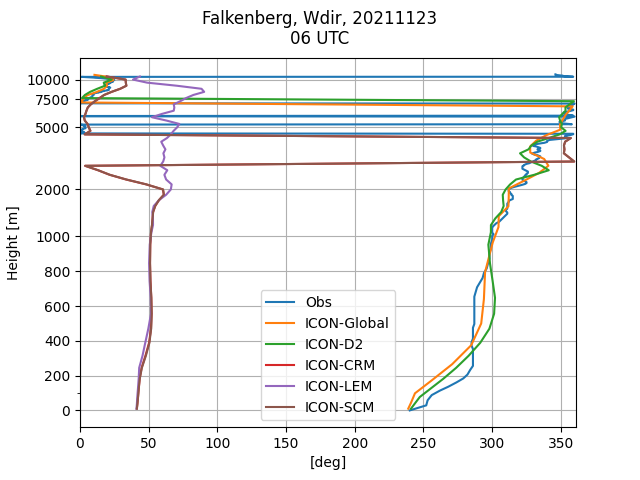 Falkenberg, Wdir, 20211123
06 UTC
Height [m]
10000
7500
5000
2000
1000
800
600
400
200
0
Obs
ICON-Global
ICON-D2
ICON-CRM
ICON-LEM
ICON-SCM
0 50 100 150 200 250 300 350
[deg]